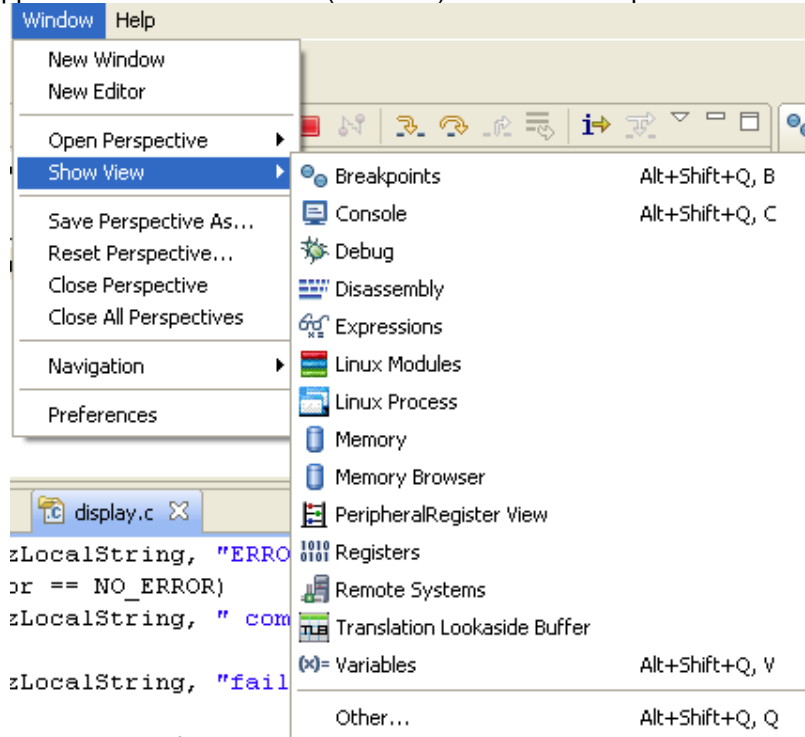 Window Help
New Window
New Editor
Open Perspective
Show View
Breakpoints Alt+Shift+Q, B
Console Alt+Shift+Q, C
Save Perspective As...
Reset Perspective...
Debug
Close Perspective
Disassembly
Close All Perspectives
Expressions
Navigation
Linux Modules
Linux Process
Preferences
Memory
Memory Browser
display.c
PeripheralRegister View
zLocalString, "ERRO
1010 0101 Registers
or == NO_ERROR)
Remote Systems
zLocalString, " com
TLB Translation Lookaside Buffer
(x)= Variables Alt+Shift+Q, V
zLocalString, "fail
Other... Alt+Shift+Q, Q